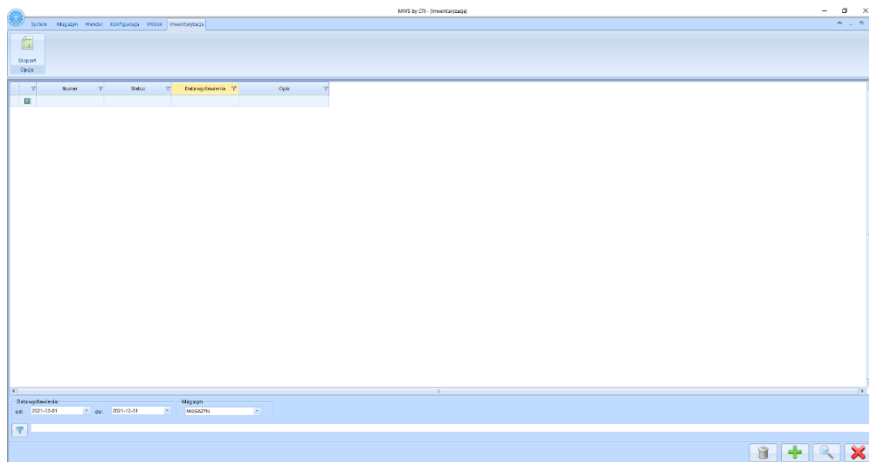 MWS by CTI - [Inwentaryzacja]
System Magazyn Handel Konfiguracja Widok Inwentaryzacja
Eksport
Opcje
Numer Status Data wystawienia Opis
Data wystawienia: Magazyn
od: 2021-12-01 do: 2021-12-31 MAGAZYN